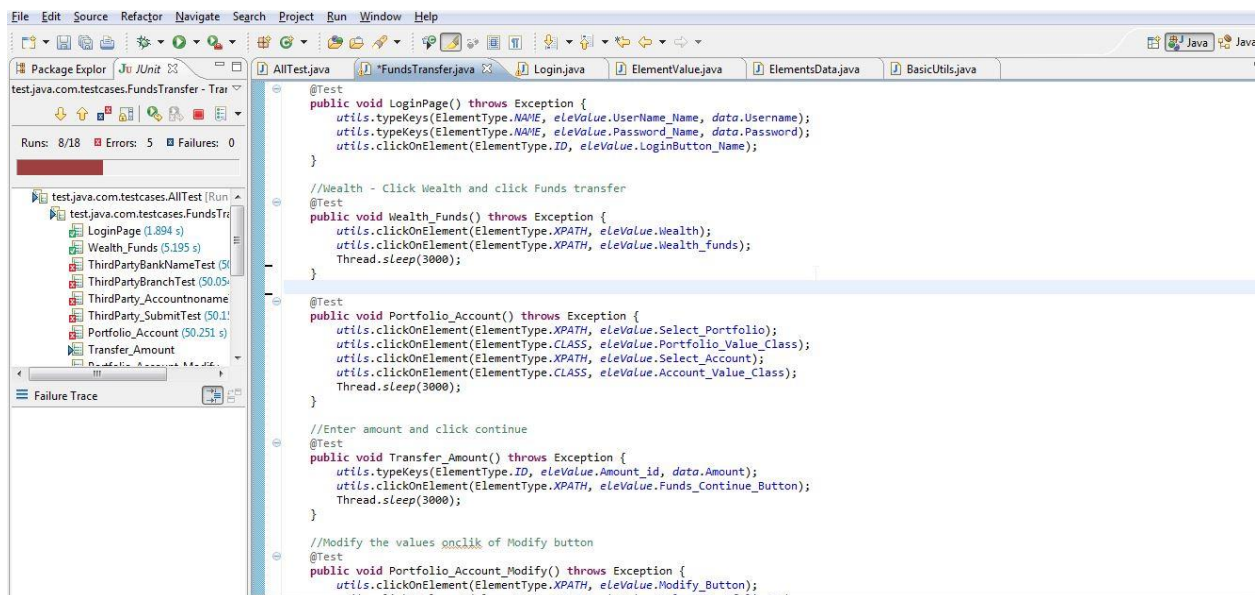 File Edit Source Refactor Navigate Search Project Run Window Help
Java Java
Package Explor JUnit
test.java.com.testcases.FundsTransfer - Trar
Runs: 8/18 Errors: 5 Failures: 0
test.java.com.testcases.AllTest [Run
test.java.com.testcases.FundsTra
LoginPage (1.894 s)
Wealth_Funds (5.195 s)
ThirdPartyBankNameTest (50
ThirdPartyBranchTest (50.054
ThirdParty_Accountnoname
ThirdParty_SubmitTest (50.15
Portfolio_Account (50.251 s)
Transfer_Amount
Portfolio_Account_Modify
Failure Trace
AllTest.java *FundsTransfer.java Login.java ElementValue.java ElementsData.java BasicUtils.java
@Test
public void LoginPage() throws Exception {
utils.typeKeys(ElementType.NAME, eleValue.UserName_Name, data.Username);
utils.typeKeys(ElementType.NAME, eleValue.Password_Name, data.Password);
utils.clickOnElement(ElementType.ID, eleValue.LoginButton_Name);
}
//Wealth - Click Wealth and click Funds transfer
@Test
public void Wealth_Funds() throws Exception {
utils.clickOnElement(ElementType.XPATH, eleValue.Wealth);
utils.clickOnElement(ElementType.XPATH, eleValue.Wealth_funds);
Thread.sleep(3000);
}
@Test
public void Portfolio_Account() throws Exception {
utils.clickOnElement(ElementType.XPATH, eleValue.Select_Portfolio);
utils.clickOnElement(ElementType.CLASS, eleValue.Portfolio_Value_Class);
utils.clickOnElement(ElementType.XPATH, eleValue.Select_Account);
utils.clickOnElement(ElementType.CLASS, eleValue.Account_Value_Class);
Thread.sleep(3000);
}
//Enter amount and click continue
@Test
public void Transfer_Amount() throws Exception {
utils.typeKeys(ElementType.ID, eleValue.Amount_id, data.Amount);
utils.clickOnElement(ElementType.XPATH, eleValue.Funds_Continue_Button);
Thread.sleep(3000);
}
//Modify the values onclik of Modify button
@Test
public void Portfolio_Account_Modify() throws Exception {
utils.clickOnElement(ElementType.XPATH, eleValue.Modify_Button);